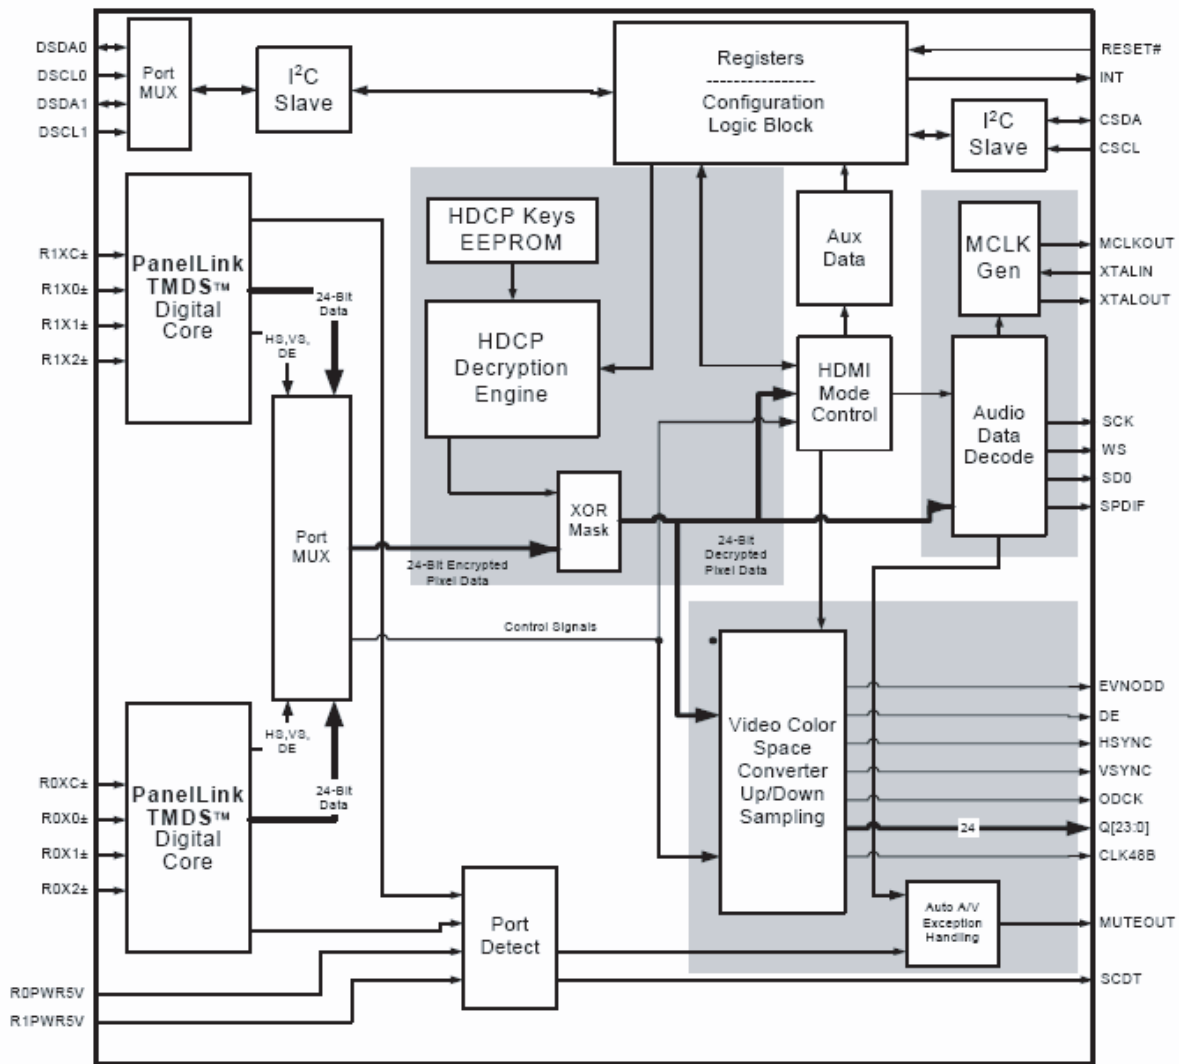 DSDA0
DSCL0
DSDA1
DSCL1
Port
MUX
I²C
Slave
Registers
----------------
Configuration
Logic Block
RESET#
INT
I²C
Slave
CSDA
CSCL
R1XC±
R1X0±
R1X1±
R1X2±
PanelLink
TMDS™
Digital
Core
24-Bit
Data
HS,VS,
DE
HDCP Keys
EEPROM
HDCP
Decryption
Engine
Aux
Data
HDMI
Mode
Control
MCLK
Gen
MCLKOUT
XTALIN
XTALOUT
Audio
Data
Decode
SCK
WS
SD0
SPDIF
Port
MUX
XOR
Mask
24-Bit Encrypted
Pixel Data
24-Bit
Decrypted
Pixel Data
Control Signals
R0XC±
R0X0±
R0X1±
R0X2±
PanelLink
TMDS™
Digital
Core
HS,VS,
DE
24-Bit
Data
Video Color
Space
Converter
Up/Down
Sampling
EVNODD
DE
HSYNC
VSYNC
ODCK
24
Q[23:0]
CLK48B
Port
Detect
Auto A/V
Exception
Handling
MUTEOUT
SCDT
R0PWR5V
R1PWR5V